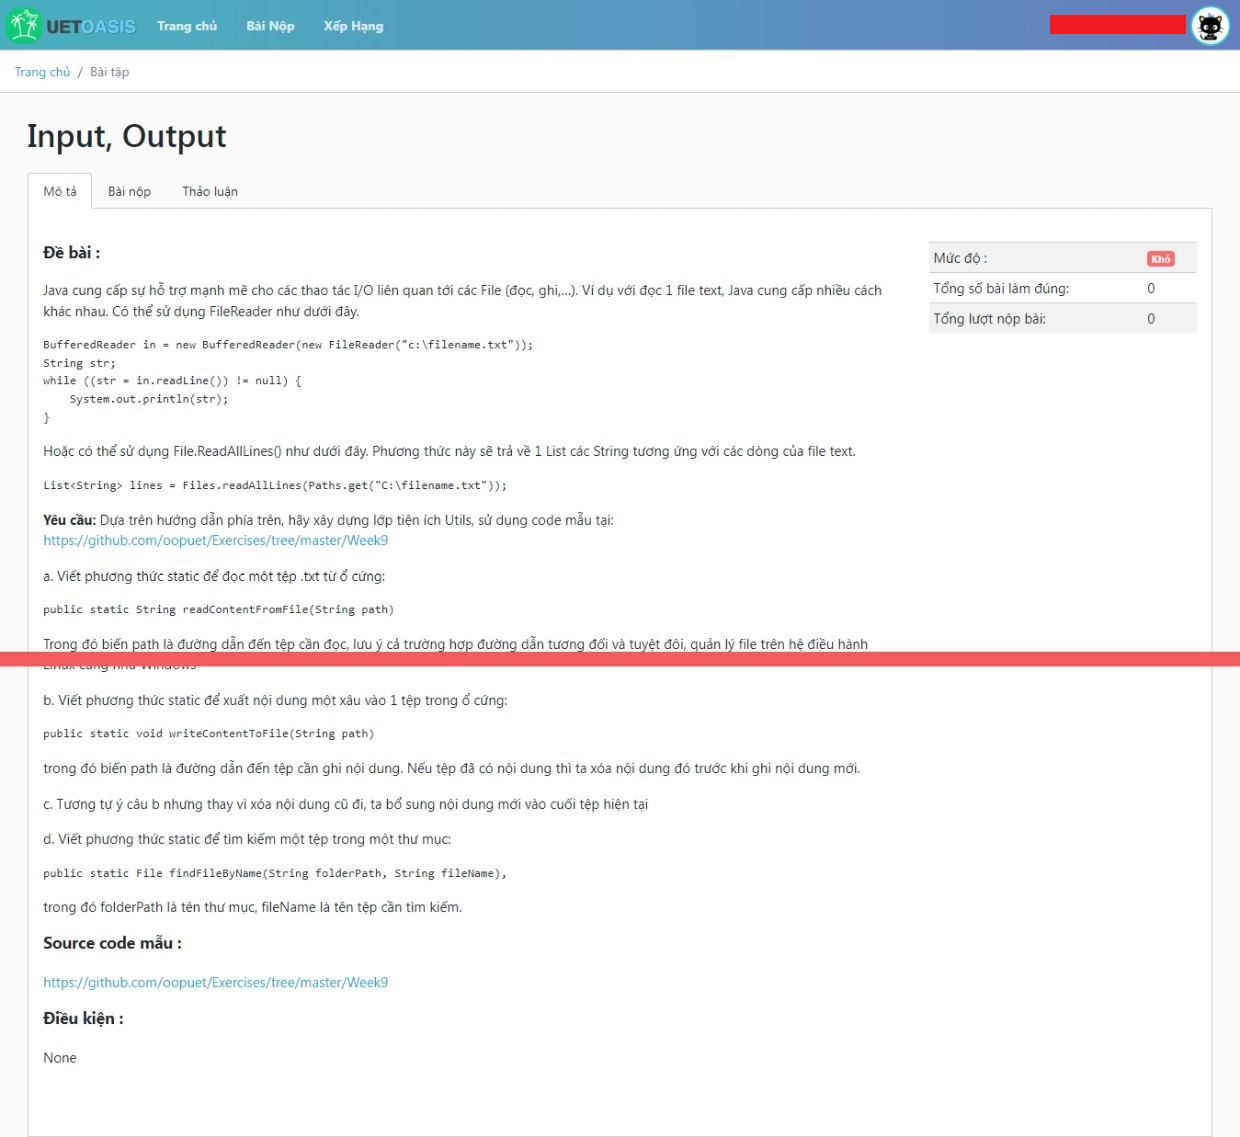 UETOASIS Trang chủ Bài Nộp Xếp Hạng
Trang chủ / Bài tập
Input, Output
Mô tả Bài nộp Thảo luận
Đề bài :
Java cung cấp sự hỗ trợ mạnh mẽ cho các thao tác I/O liên quan tới các File (đọc, ghi,...). Ví dụ với đọc 1 file text, Java cung cấp nhiều cách
khác nhau. Có thể sử dụng FileReader như dưới đây.
BufferedReader in = new BufferedReader(new FileReader("c:\filename.txt"));
String str;
while ((str = in.readLine()) != null) {
    System.out.println(str);
}
Hoặc có thể sử dụng File.ReadAllLines() như dưới đây. Phương thức này sẽ trả về 1 List các String tương ứng với các dòng của file text.
List<String> lines = Files.readAllLines(Paths.get("C:\filename.txt"));
Yêu cầu: Dựa trên hướng dẫn phía trên, hãy xây dựng lớp tiện ích Utils, sử dụng code mẫu tại:
https://github.com/oopuet/Exercises/tree/master/Week9
a. Viết phương thức static để đọc một tệp .txt từ ổ cứng:
public static String readContentFromFile(String path)
Trong đó biến path là đường dẫn đến tệp cần đọc, lưu ý cả trường hợp đường dẫn tương đối và tuyệt đôi, quản lý file trên hệ điều hành
Linux cũng như Windows
b. Viết phương thức static để xuất nội dung một xâu vào 1 tệp trong ổ cứng:
public static void writeContentToFile(String path)
trong đó biến path là đường dẫn đến tệp cần ghi nội dung. Nếu tệp đã có nội dung thì ta xóa nội dung đó trước khi ghi nội dung mới.
c. Tương tự ý câu b nhưng thay vì xóa nội dung cũ đi, ta bổ sung nội dung mới vào cuối tệp hiện tại
d. Viết phương thức static để tìm kiếm một tệp trong một thư mục:
public static File findFileByName(String folderPath, String fileName),
trong đó folderPath là tên thư mục, fileName là tên tệp cần tìm kiếm.
Source code mẫu :
https://github.com/oopuet/Exercises/tree/master/Week9
Điều kiện :
None
Mức độ : Khó
Tổng số bài làm đúng: 0
Tổng lượt nộp bài: 0